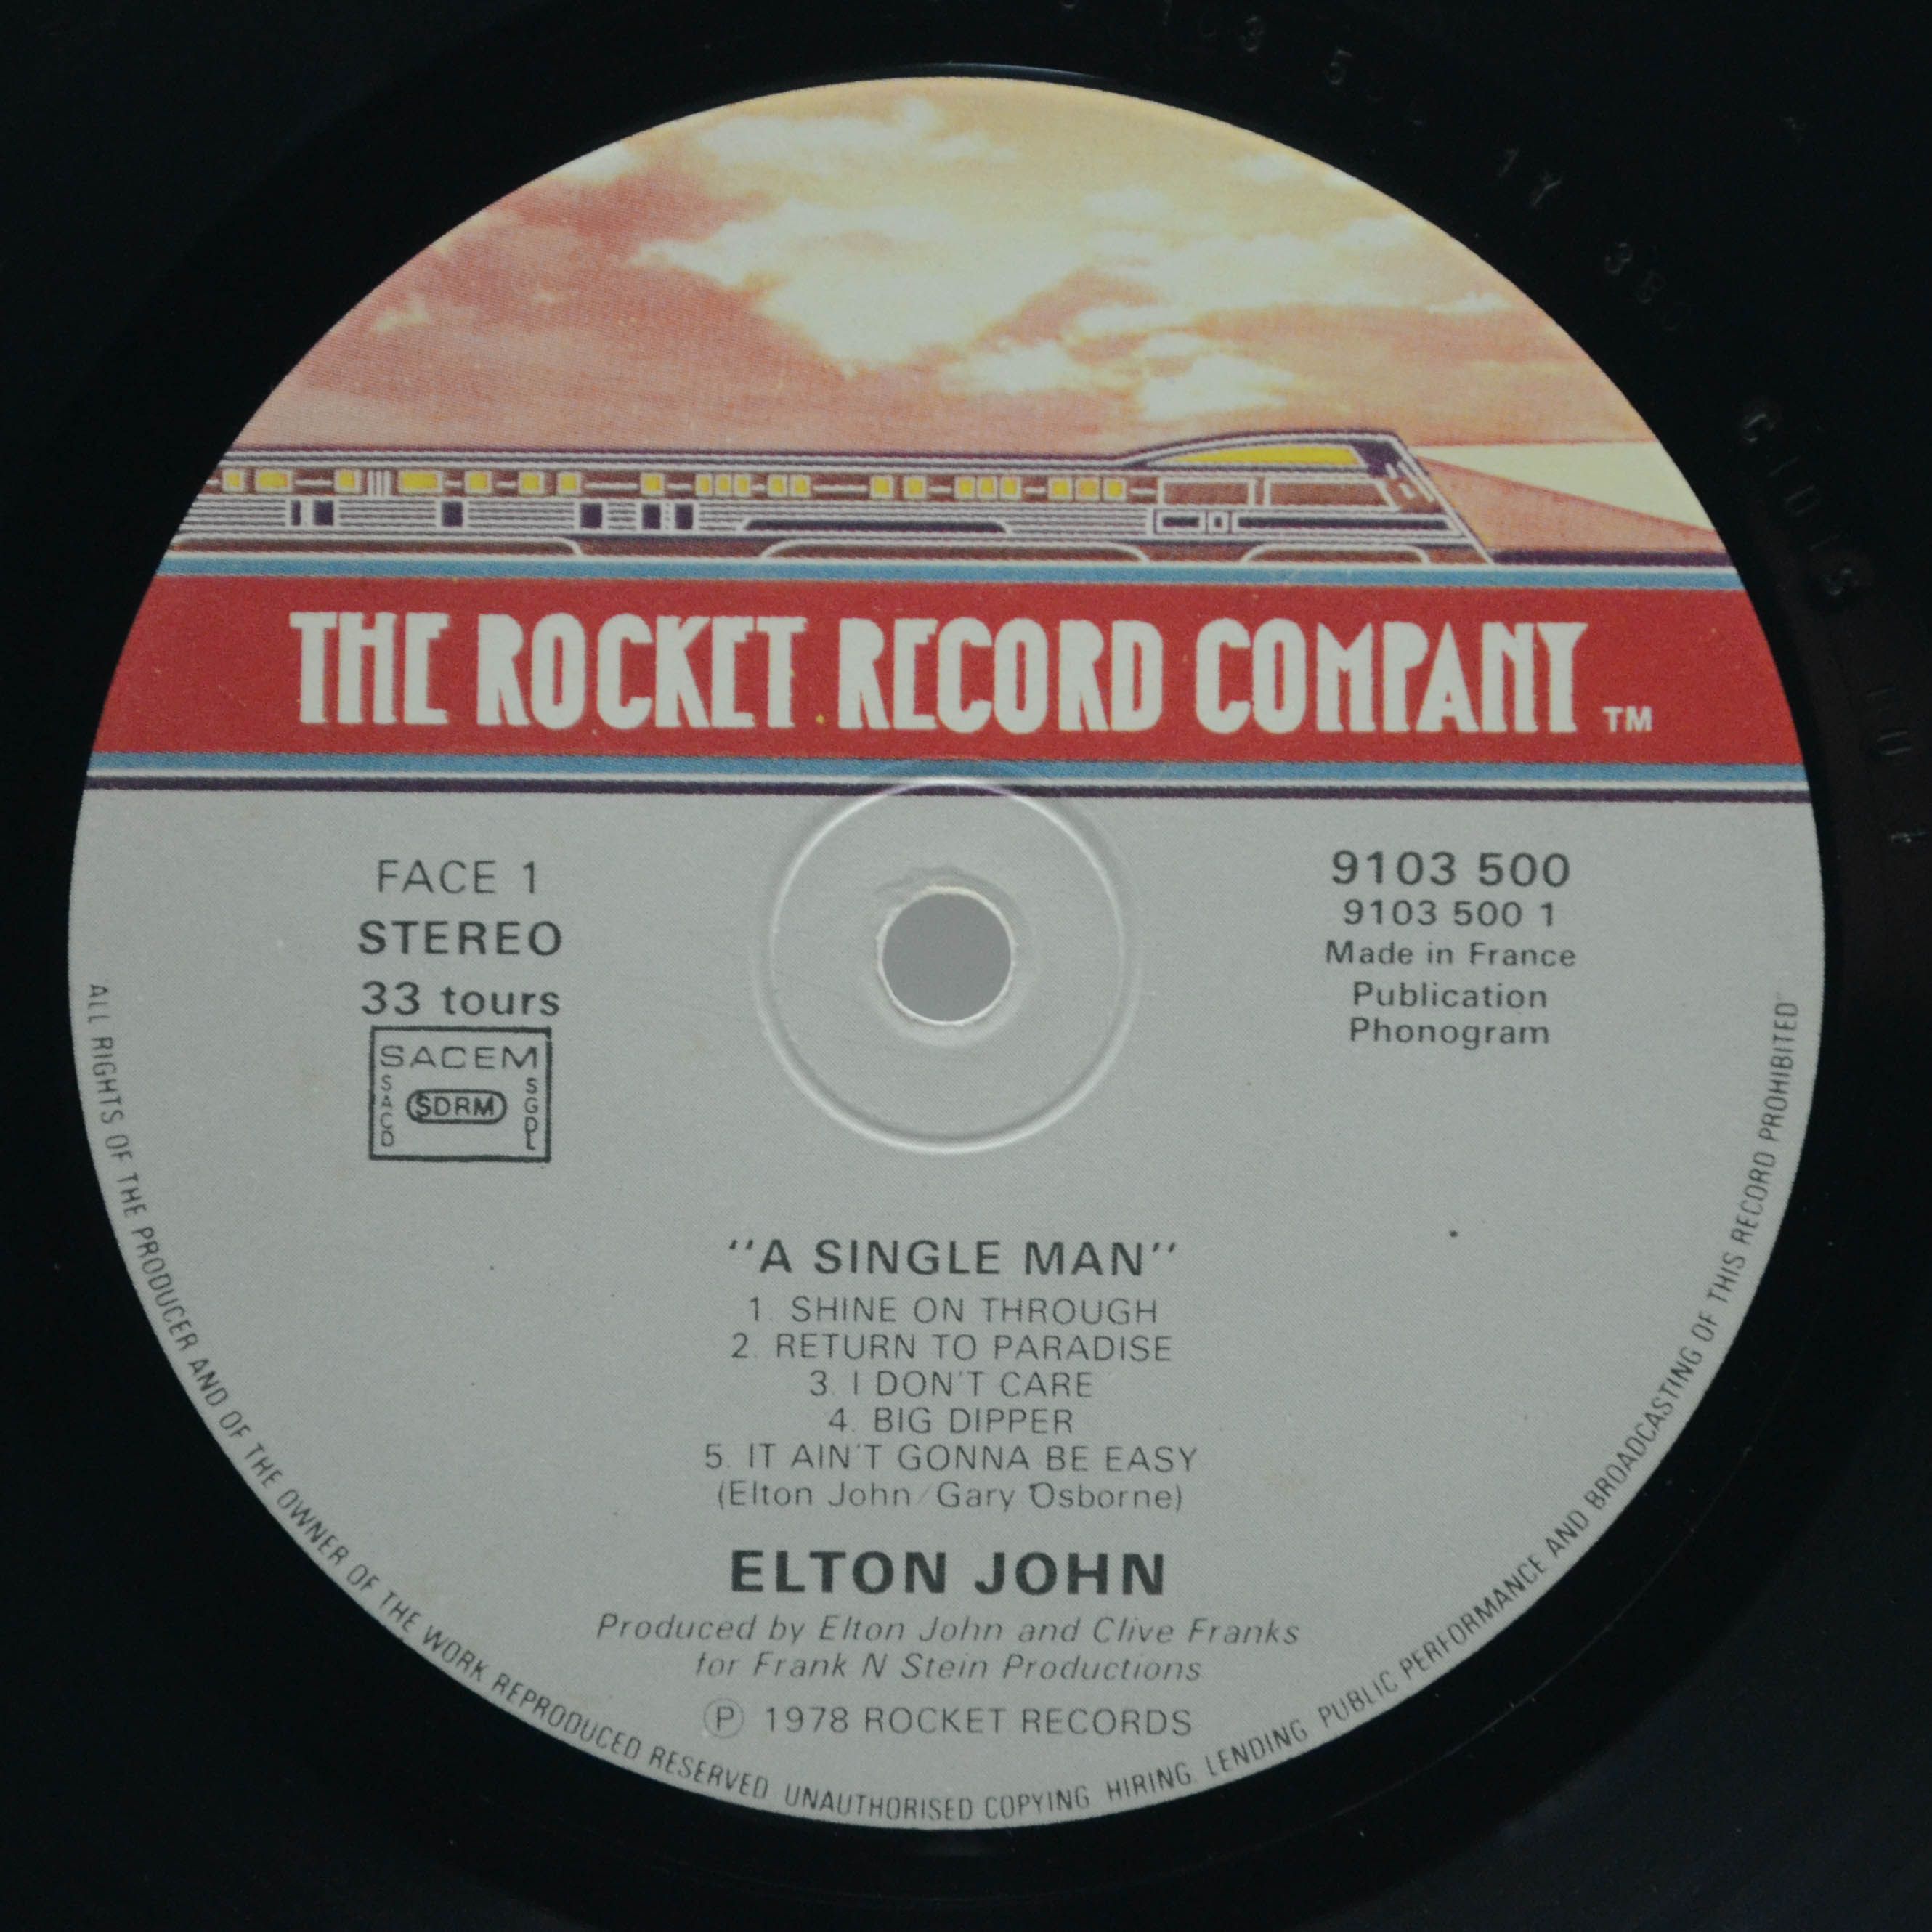 THE ROCKET RECORD COMPANY TM
FACE 1
STEREO
33 tours
SACEM
SACD
SDRM
SGDL
9103 500
9103 500 1
Made in France
Publication
Phonogram
"A SINGLE MAN"
1. SHINE ON THROUGH
2. RETURN TO PARADISE
3. I DON'T CARE
4. BIG DIPPER
5. IT AIN'T GONNA BE EASY
(Elton John/Gary Osborne)
ELTON JOHN
Produced by Elton John and Clive Franks
for Frank N Stein Productions
Ⓟ 1978 ROCKET RECORDS
ALL RIGHTS OF THE PRODUCER AND OF THE OWNER OF THE WORK REPRODUCED RESERVED. UNAUTHORISED COPYING, HIRING, LENDING, PUBLIC PERFORMANCE AND BROADCASTING OF THIS RECORD PROHIBITED"